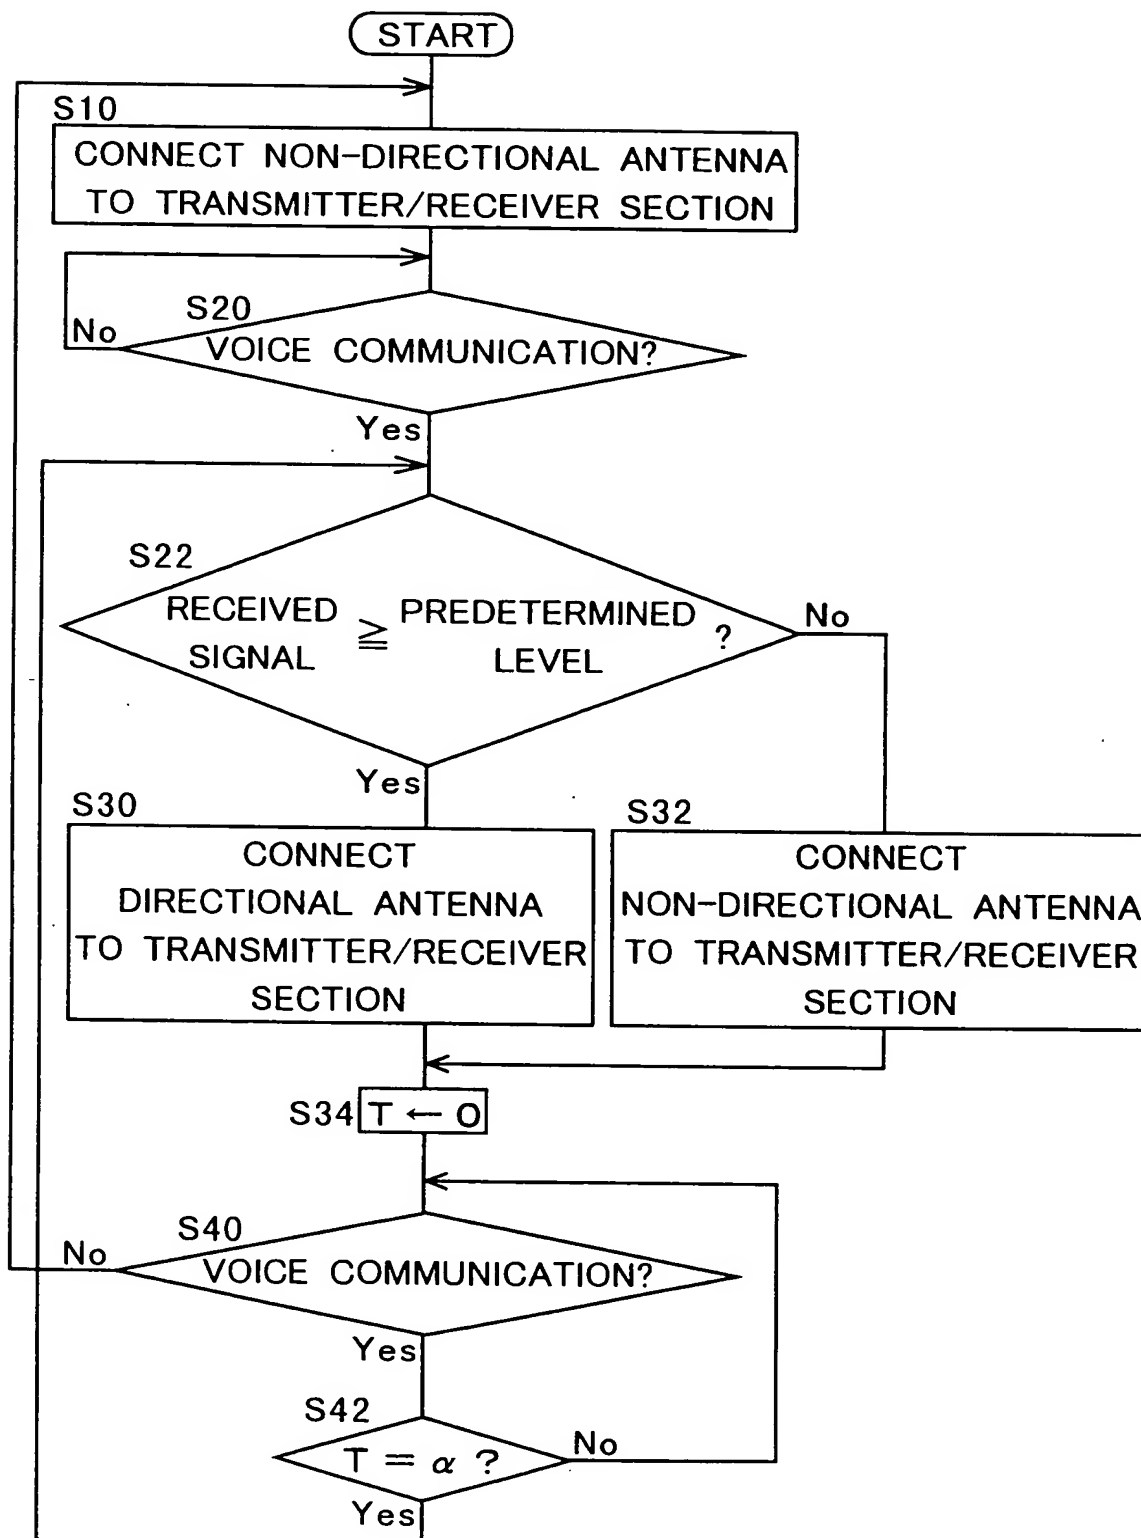 START
S10
CONNECT NON-DIRECTIONAL ANTENNA
TO TRANSMITTER/RECEIVER SECTION
S20
No
VOICE COMMUNICATION?
Yes
S22
RECEIVED SIGNAL ≧ PREDETERMINED LEVEL ?
No
Yes
S30
CONNECT
DIRECTIONAL ANTENNA
TO TRANSMITTER/RECEIVER
SECTION
S32
CONNECT
NON-DIRECTIONAL ANTENNA
TO TRANSMITTER/RECEIVER
SECTION
S34
T ← 0
S40
No
VOICE COMMUNICATION?
Yes
S42
T = α ?
No
Yes